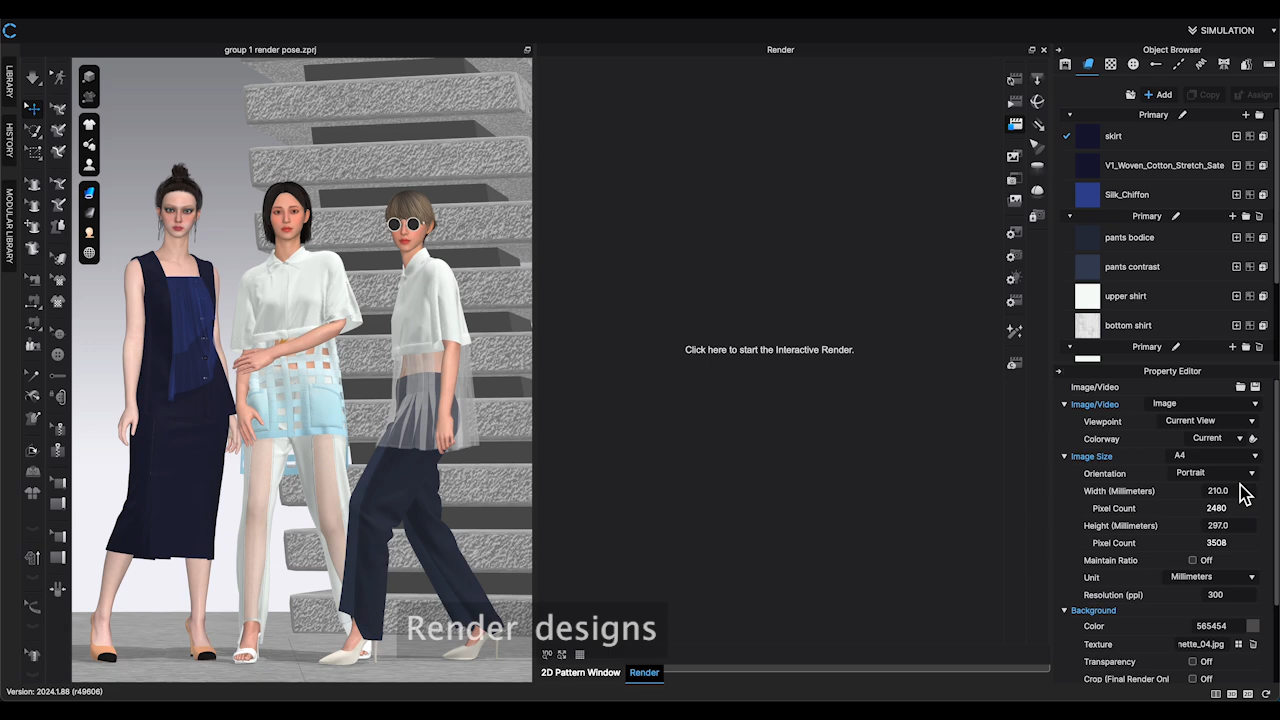 SIMULATION
group 1 render pose.zprj
Render
Object Browser
LIBRARY
HISTORY
MODULAR LIBRARY
Add
Copy
Assign
Primary
skirt
V1_Woven_Cotton_Stretch_Sate
Silk_Chiffon
Primary
pants bodice
pants contrast
upper shirt
bottom shirt
Primary
Click here to start the Interactive Render.
Property Editor
Image/Video
Image/Video Image
Viewpoint Current View
Colorway Current
Image Size A4
Orientation Portrait
Width (Millimeters) 210.0
Pixel Count 2480
Height (Millimeters) 297.0
Pixel Count 3508
Maintain Ratio Off
Unit Millimeters
Resolution (ppi) 300
Background
Color 565454
Texture nette_04.jpg
Transparency Off
Crop (Final Render Onl Off
Render designs
2D Pattern Window Render
Version: 2024.1.88 (r49606)